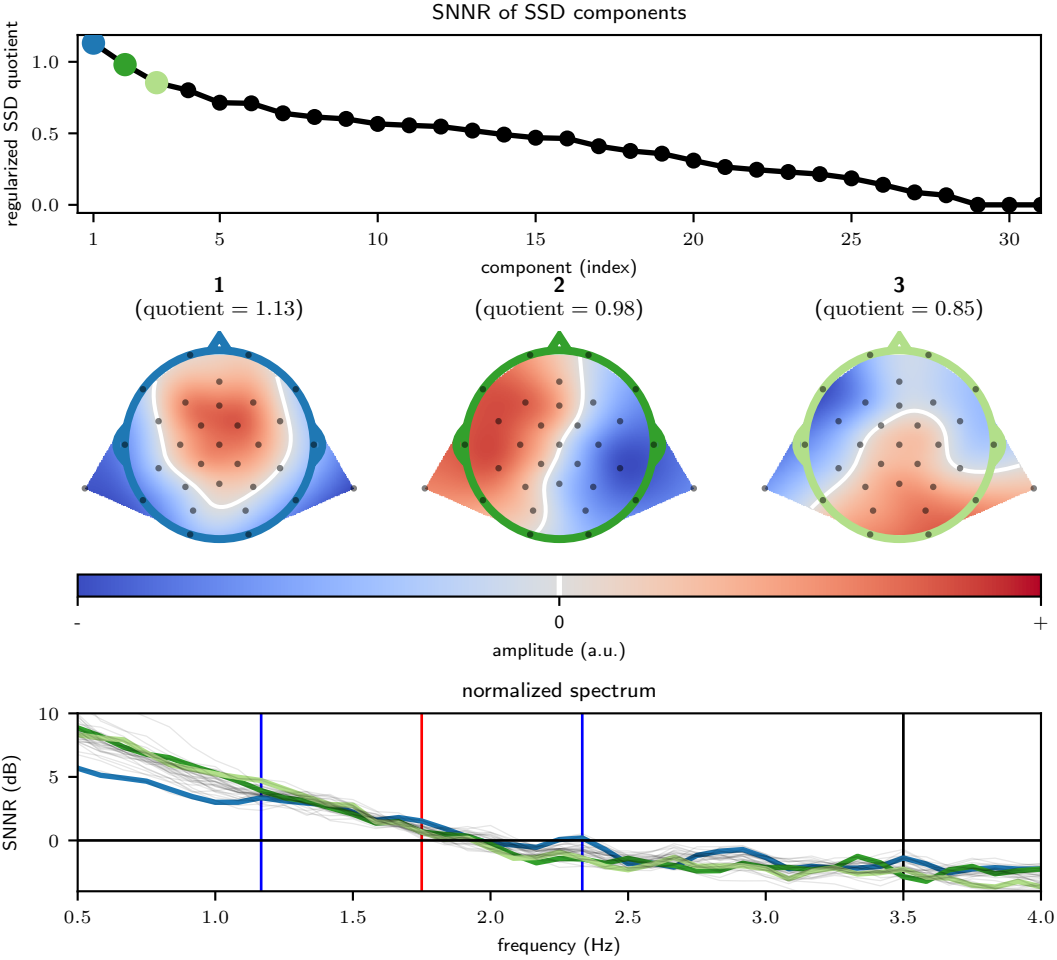 SNNR of SSD components
regularized SSD quotient
1.0
0.5
0.0
1 5 10 15 20 25 30
component (index)
1 2 3
(quotient = 1.13) (quotient = 0.98) (quotient = 0.85)
- 0 +
amplitude (a.u.)
normalized spectrum
SNNR (dB)
10
5
0
0.5 1.0 1.5 2.0 2.5 3.0 3.5 4.0
frequency (Hz)